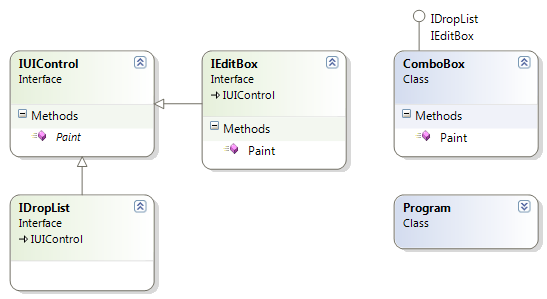 IDropList
IEditBox
IUIControl
Interface
Methods
Paint
IEditBox
Interface
IUIControl
Methods
Paint
ComboBox
Class
Methods
Paint
IDropList
Interface
IUIControl
Program
Class